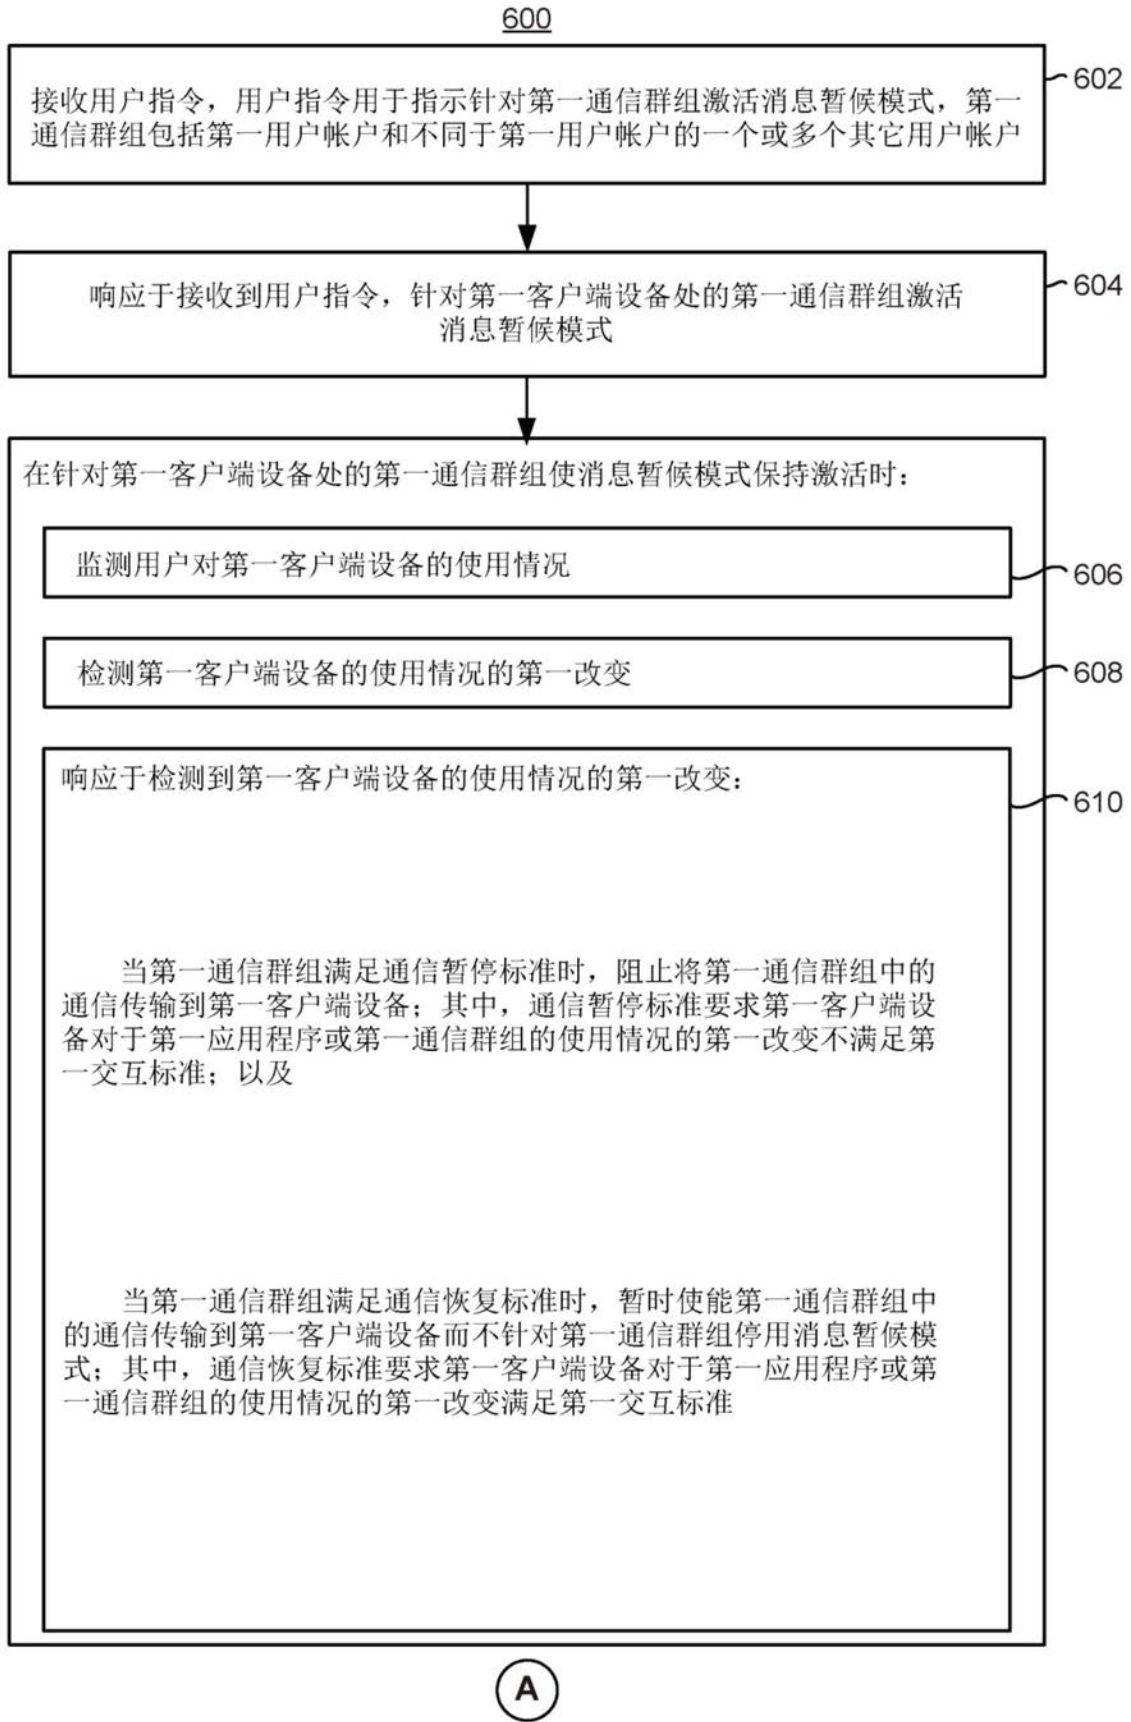 600
接收用户指令，用户指令用于指示针对第一通信群组激活消息暂候模式，第一
通信群组包括第一用户帐户和不同于第一用户帐户的一个或多个其它用户帐户
602
响应于接收到用户指令，针对第一客户端设备处的第一通信群组激活
消息暂候模式
604
在针对第一客户端设备处的第一通信群组使消息暂候模式保持激活时：
监测用户对第一客户端设备的使用情况
606
检测第一客户端设备的使用情况的第一改变
608
响应于检测到第一客户端设备的使用情况的第一改变：
610
当第一通信群组满足通信暂停标准时，阻止将第一通信群组中的
通信传输到第一客户端设备；其中，通信暂停标准要求第一客户端设
备对于第一应用程序或第一通信群组的使用情况的第一改变不满足第
一交互标准；以及
当第一通信群组满足通信恢复标准时，暂时使能第一通信群组中
的通信传输到第一客户端设备而不针对第一通信群组停用消息暂候模
式；其中，通信恢复标准要求第一客户端设备对于第一应用程序或第
一通信群组的使用情况的第一改变满足第一交互标准
A